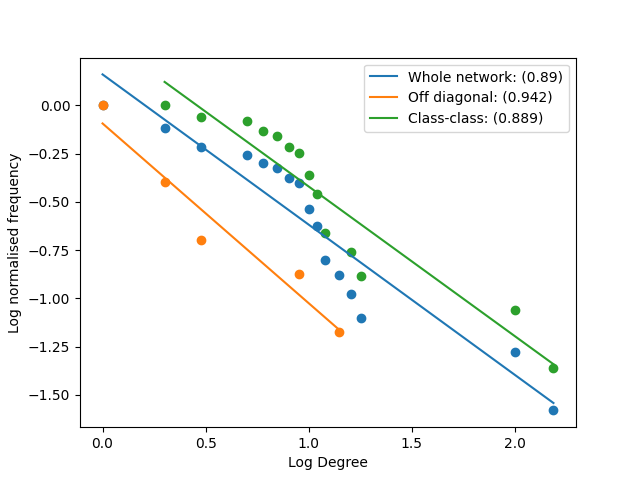 Whole network: (0.89)
Off diagonal: (0.942)
Class-class: (0.889)
0.00
−0.25
−0.50
−0.75
−1.00
−1.25
−1.50
Log normalised frequency
0.0 0.5 1.0 1.5 2.0
Log Degree